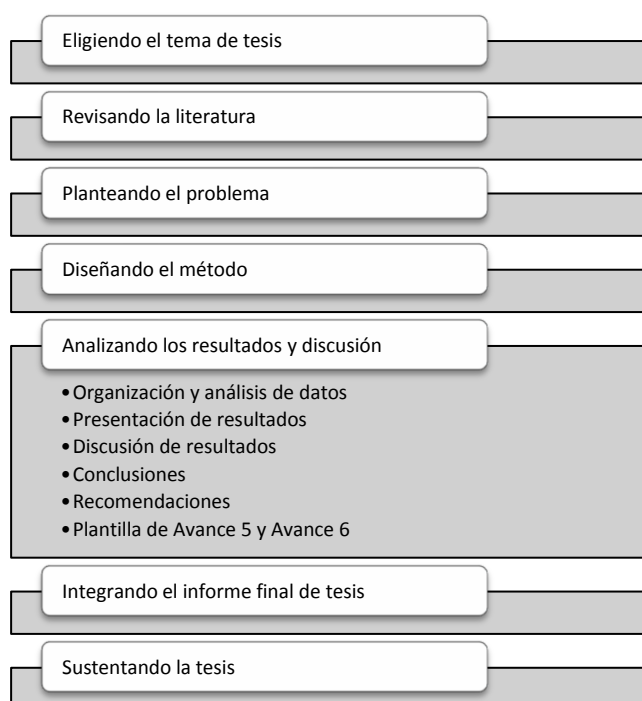 Eligiendo el tema de tesis
Revisando la literatura
Planteando el problema
Diseñando el método
Analizando los resultados y discusión
•Organización y análisis de datos
•Presentación de resultados
•Discusión de resultados
•Conclusiones
•Recomendaciones
•Plantilla de Avance 5 y Avance 6
Integrando el informe final de tesis
Sustentando la tesis